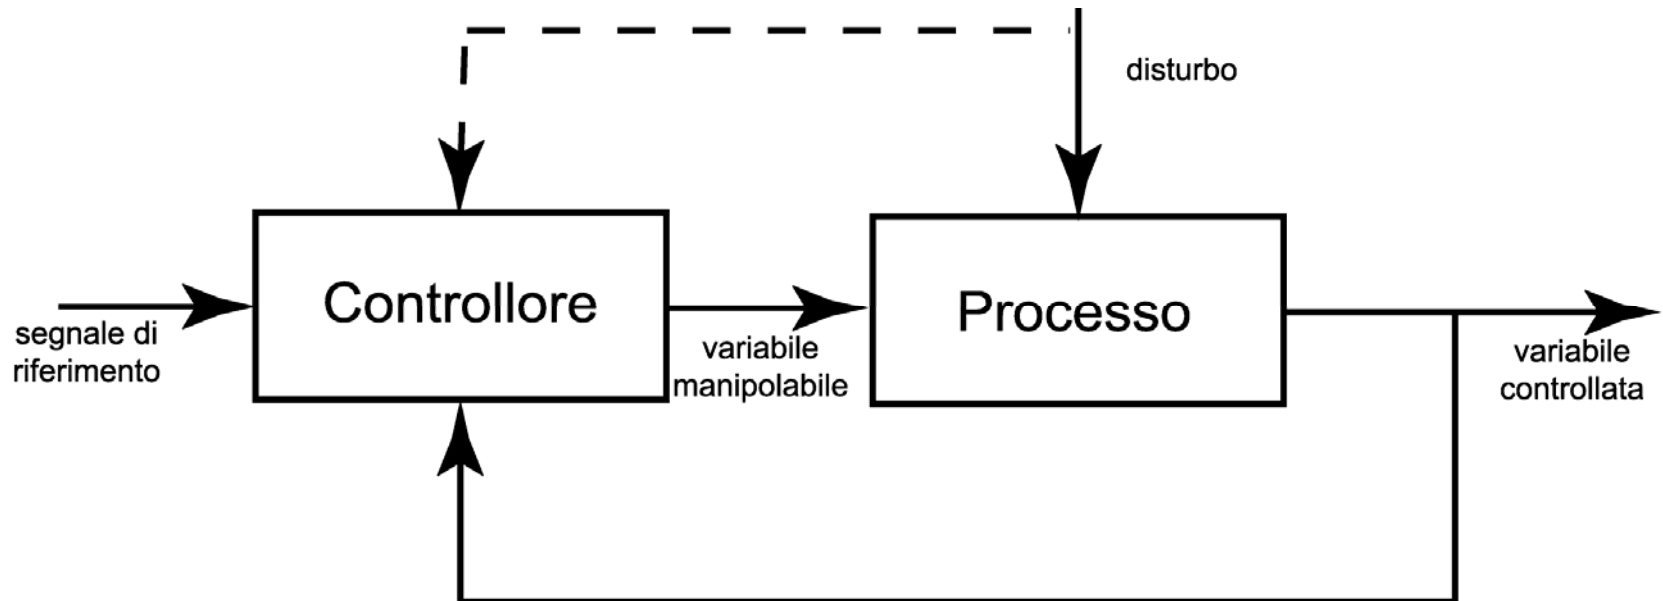 disturbo
Controllore
Processo
segnale di
riferimento
variabile
manipolabile
variabile
controllata